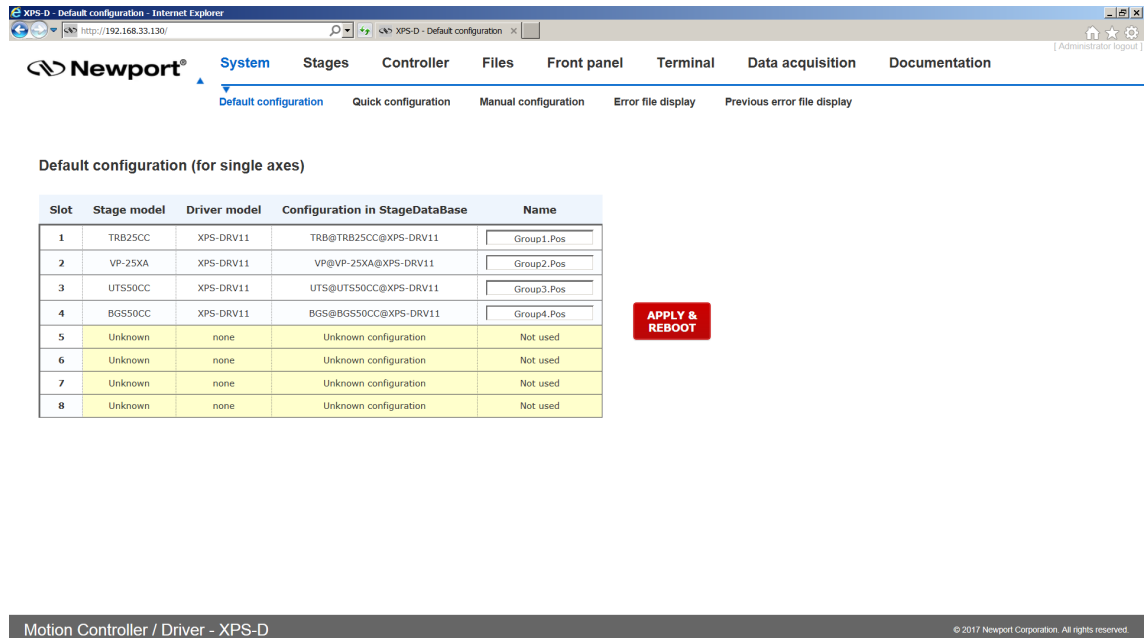 XPS-D - Default configuration - Internet Explorer
http://192.168.33.130/ XPS-D - Default configuration
[ Administrator logout ]
Newport® System Stages Controller Files Front panel Terminal Data acquisition Documentation
Default configuration Quick configuration Manual configuration Error file display Previous error file display
Default configuration (for single axes)
Slot Stage model Driver model Configuration in StageDataBase Name
1 TRB25CC XPS-DRV11 TRB@TRB25CC@XPS-DRV11 Group1.Pos
2 VP-25XA XPS-DRV11 VP@VP-25XA@XPS-DRV11 Group2.Pos
3 UTS50CC XPS-DRV11 UTS@UTS50CC@XPS-DRV11 Group3.Pos
4 BGS50CC XPS-DRV11 BGS@BGS50CC@XPS-DRV11 Group4.Pos
APPLY &
REBOOT
5 Unknown none Unknown configuration Not used
6 Unknown none Unknown configuration Not used
7 Unknown none Unknown configuration Not used
8 Unknown none Unknown configuration Not used
Motion Controller / Driver - XPS-D © 2017 Newport Corporation. All rights reserved.